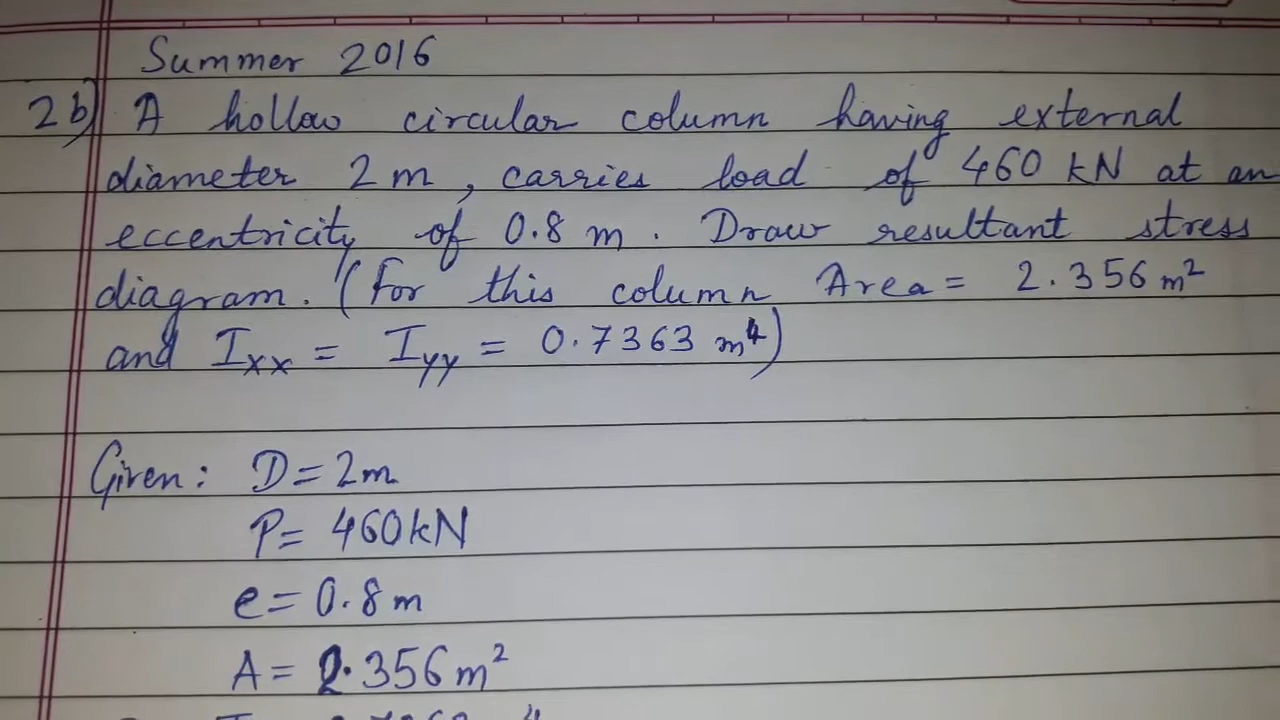 Summer 2016
2b) A hollow circular column having external
diameter 2 m, carries load of 460 kN at an
eccentricity of 0.8 m. Draw resultant stress
diagram. (For this column Area = 2.356 m²
and Ixx = Iyy = 0.7363 m⁴)
Given: D = 2m
P = 460 kN
e = 0.8 m
A = 2.356 m²